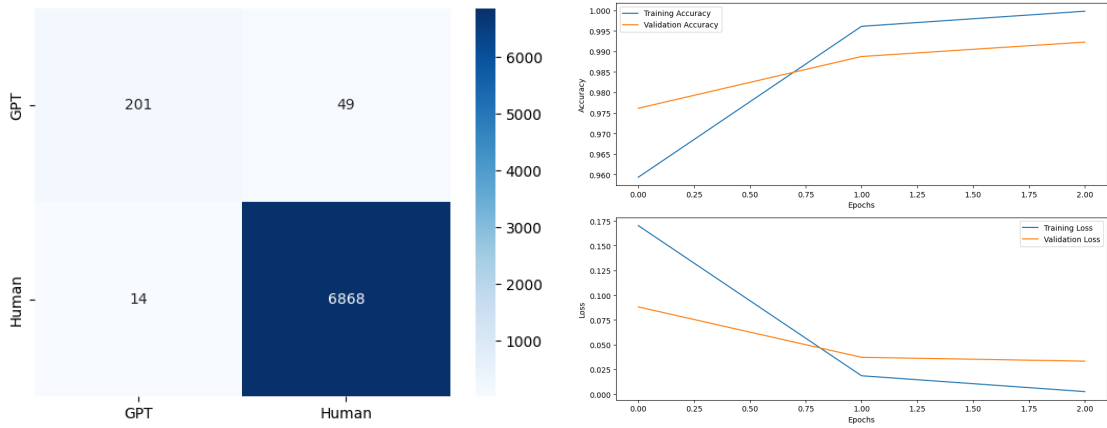 GPT
Human
201
49
14
6868
GPT
Human
6000
5000
4000
3000
2000
1000
Training Accuracy
Validation Accuracy
Accuracy
1.000
0.995
0.990
0.985
0.980
0.975
0.970
0.965
0.960
0.00 0.25 0.50 0.75 1.00 1.25 1.50 1.75 2.00
Epochs
Training Loss
Validation Loss
Loss
0.175
0.150
0.125
0.100
0.075
0.050
0.025
0.000
0.00 0.25 0.50 0.75 1.00 1.25 1.50 1.75 2.00
Epochs